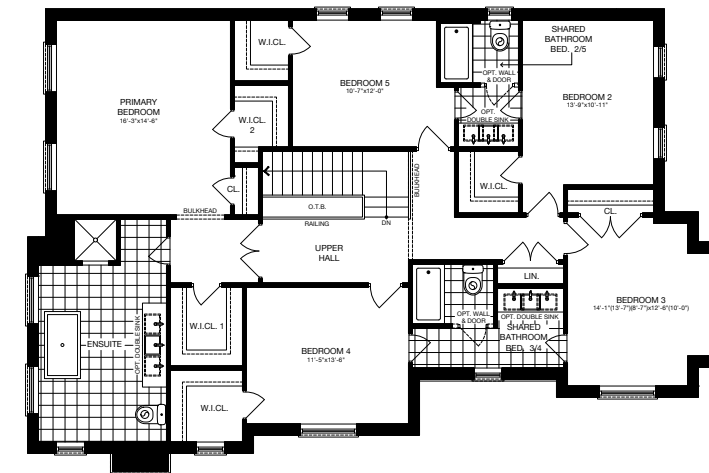 W.I.CL.
SHARED
BATHROOM
BED. 2/5
BEDROOM 5
10'-7"x12'-0"
OPT. WALL
& DOOR
BEDROOM 2
13'-9"x10'-11"
PRIMARY
BEDROOM
16'-3"x14'-6"
W.I.CL.
2
OPT.
DOUBLE SINK
W.I.CL.
CL.
BULKHEAD
BULKHEAD
O.T.B.
RAILING
DN
CL.
UPPER
HALL
LIN.
BEDROOM 3
14'-1"(13'-7")(8'-7")x12'-6"(10'-0")
OPT. WALL
& DOOR
OPT. DOUBLE SINK
SHARED
BATHROOM
BED. 3/4
W.I.CL. 1
ENSUITE
OPT. DOUBLE SINK
BEDROOM 4
11'-5"x13'-6"
W.I.CL.